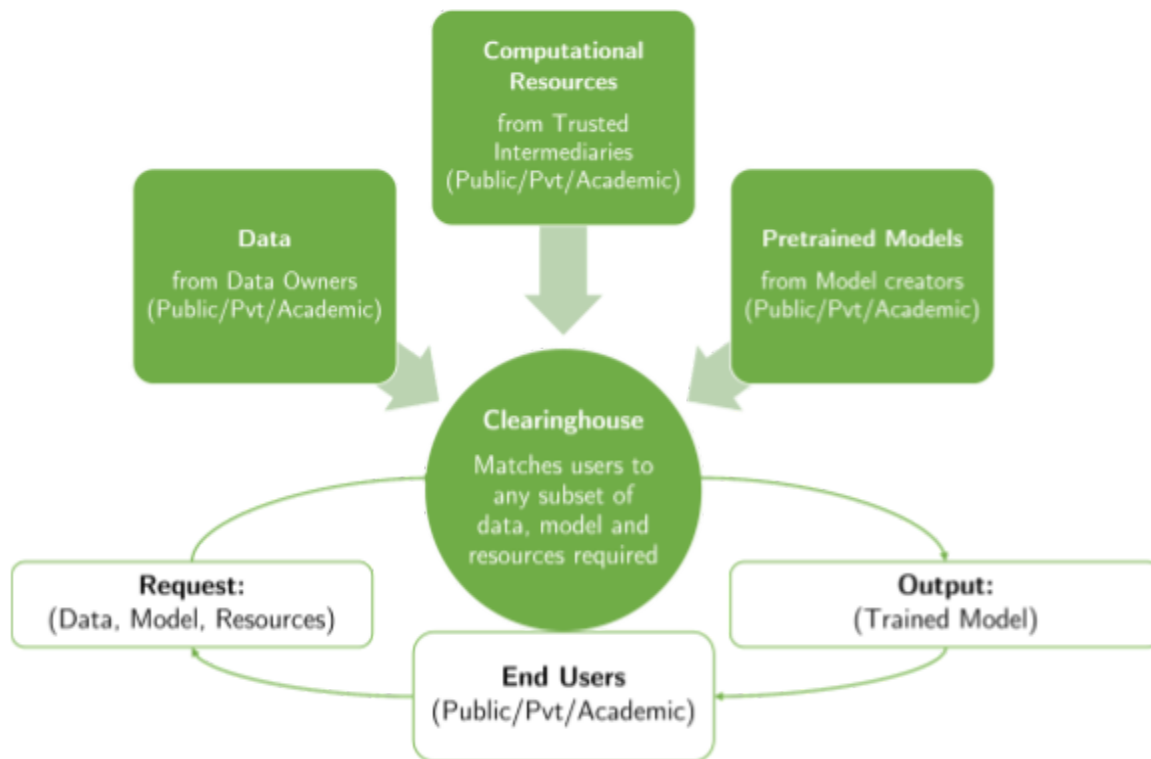 Computational
Resources
from Trusted
Intermediaries
(Public/Pvt/Academic)
Data
from Data Owners
(Public/Pvt/Academic)
Pretrained Models
from Model creators
(Public/Pvt/Academic)
Clearinghouse
Matches users to
any subset of
data, model and
resources required
Request:
(Data, Model, Resources)
Output:
(Trained Model)
End Users
(Public/Pvt/Academic)